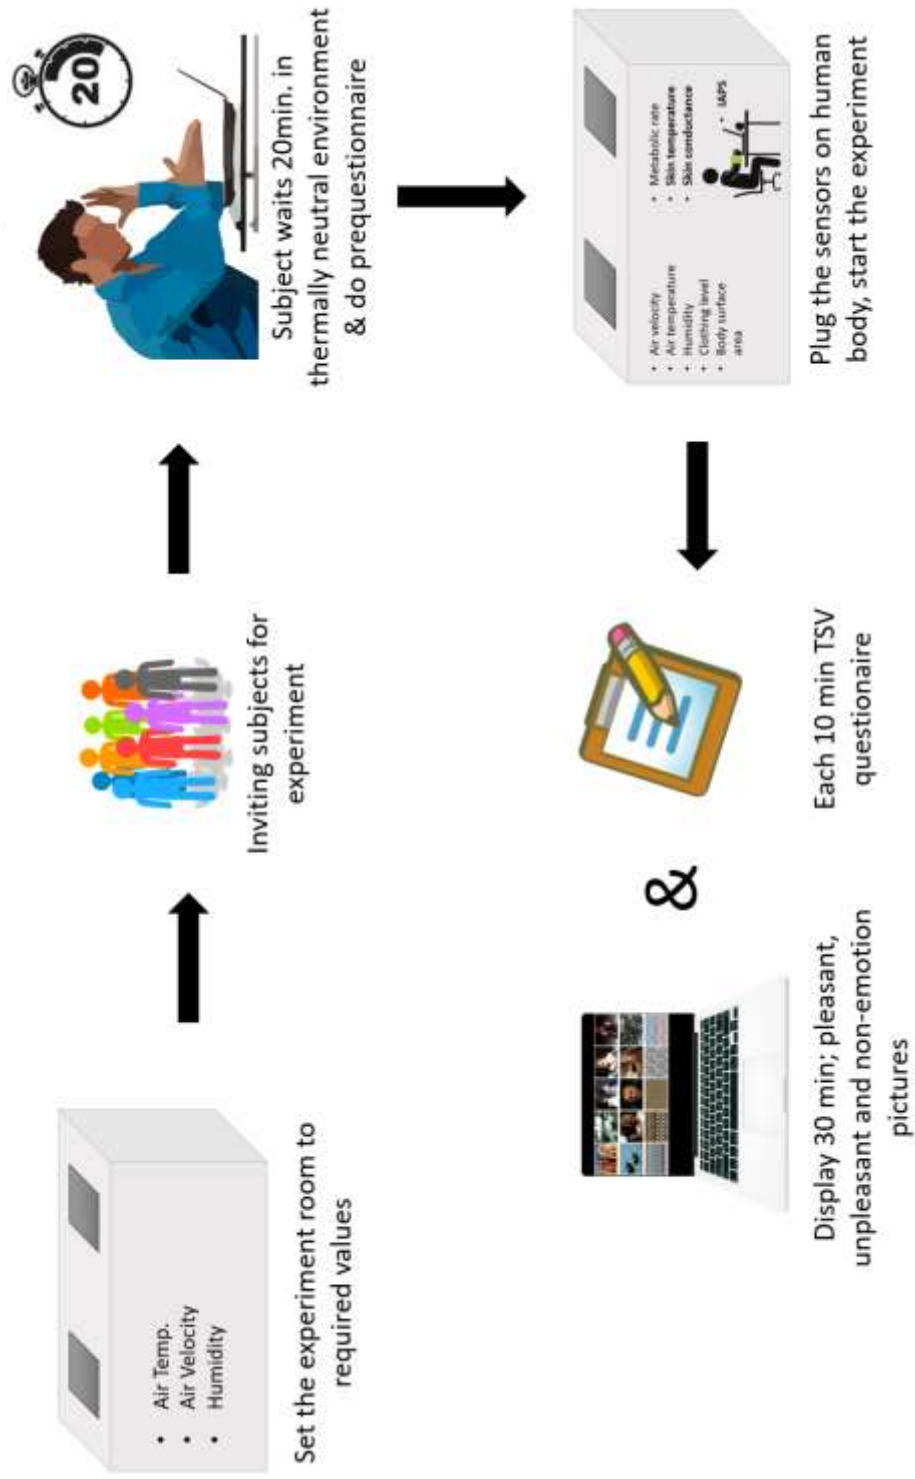 • Air Temp.
• Air Velocity
• Humidity
Set the experiment room to
required values
Inviting subjects for
experiment
20
Subject waits 20min. in
thermally neutral environment
& do prequestionnaire
• Air velocity
• Air temperature
• Humidity
• Clothing level
• Body surface
area
• Metabolic rate
• Skin temperature
• Skin conductance
• IAPS
Plug the sensors on human
body, start the experiment
Each 10 min TSV
questionaire
&
Display 30 min; pleasant,
unpleasant and non-emotion
pictures